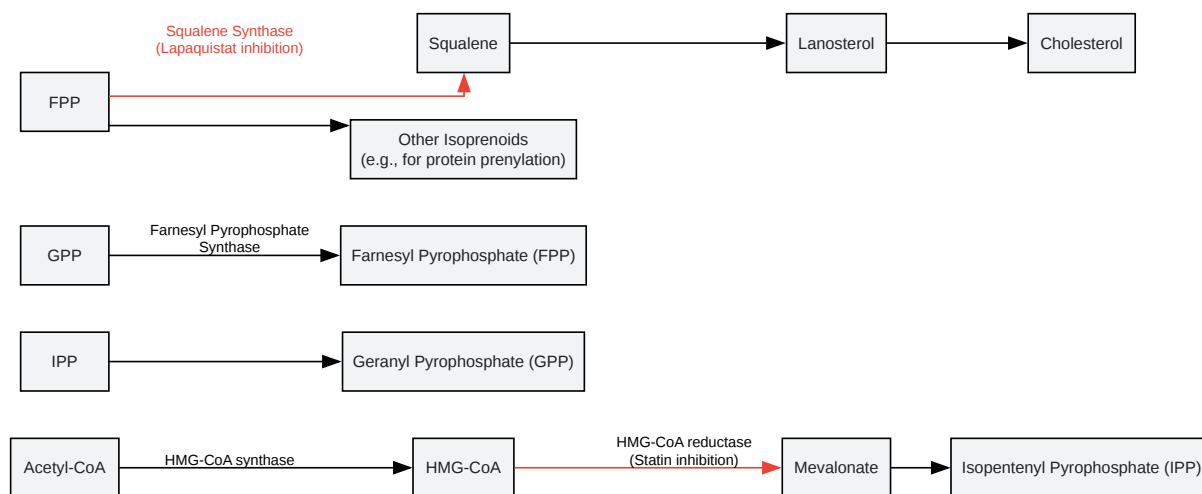 Squalene Synthase
(Lapaquistat inhibition)
Squalene
Lanosterol
Cholesterol
FPP
Other Isoprenoids
(e.g., for protein prenylation)
GPP
Farnesyl Pyrophosphate
Synthase
Farnesyl Pyrophosphate (FPP)
IPP
Geranyl Pyrophosphate (GPP)
Acetyl-CoA
HMG-CoA synthase
HMG-CoA
HMG-CoA reductase
(Statin inhibition)
Mevalonate
Isopentenyl Pyrophosphate (IPP)